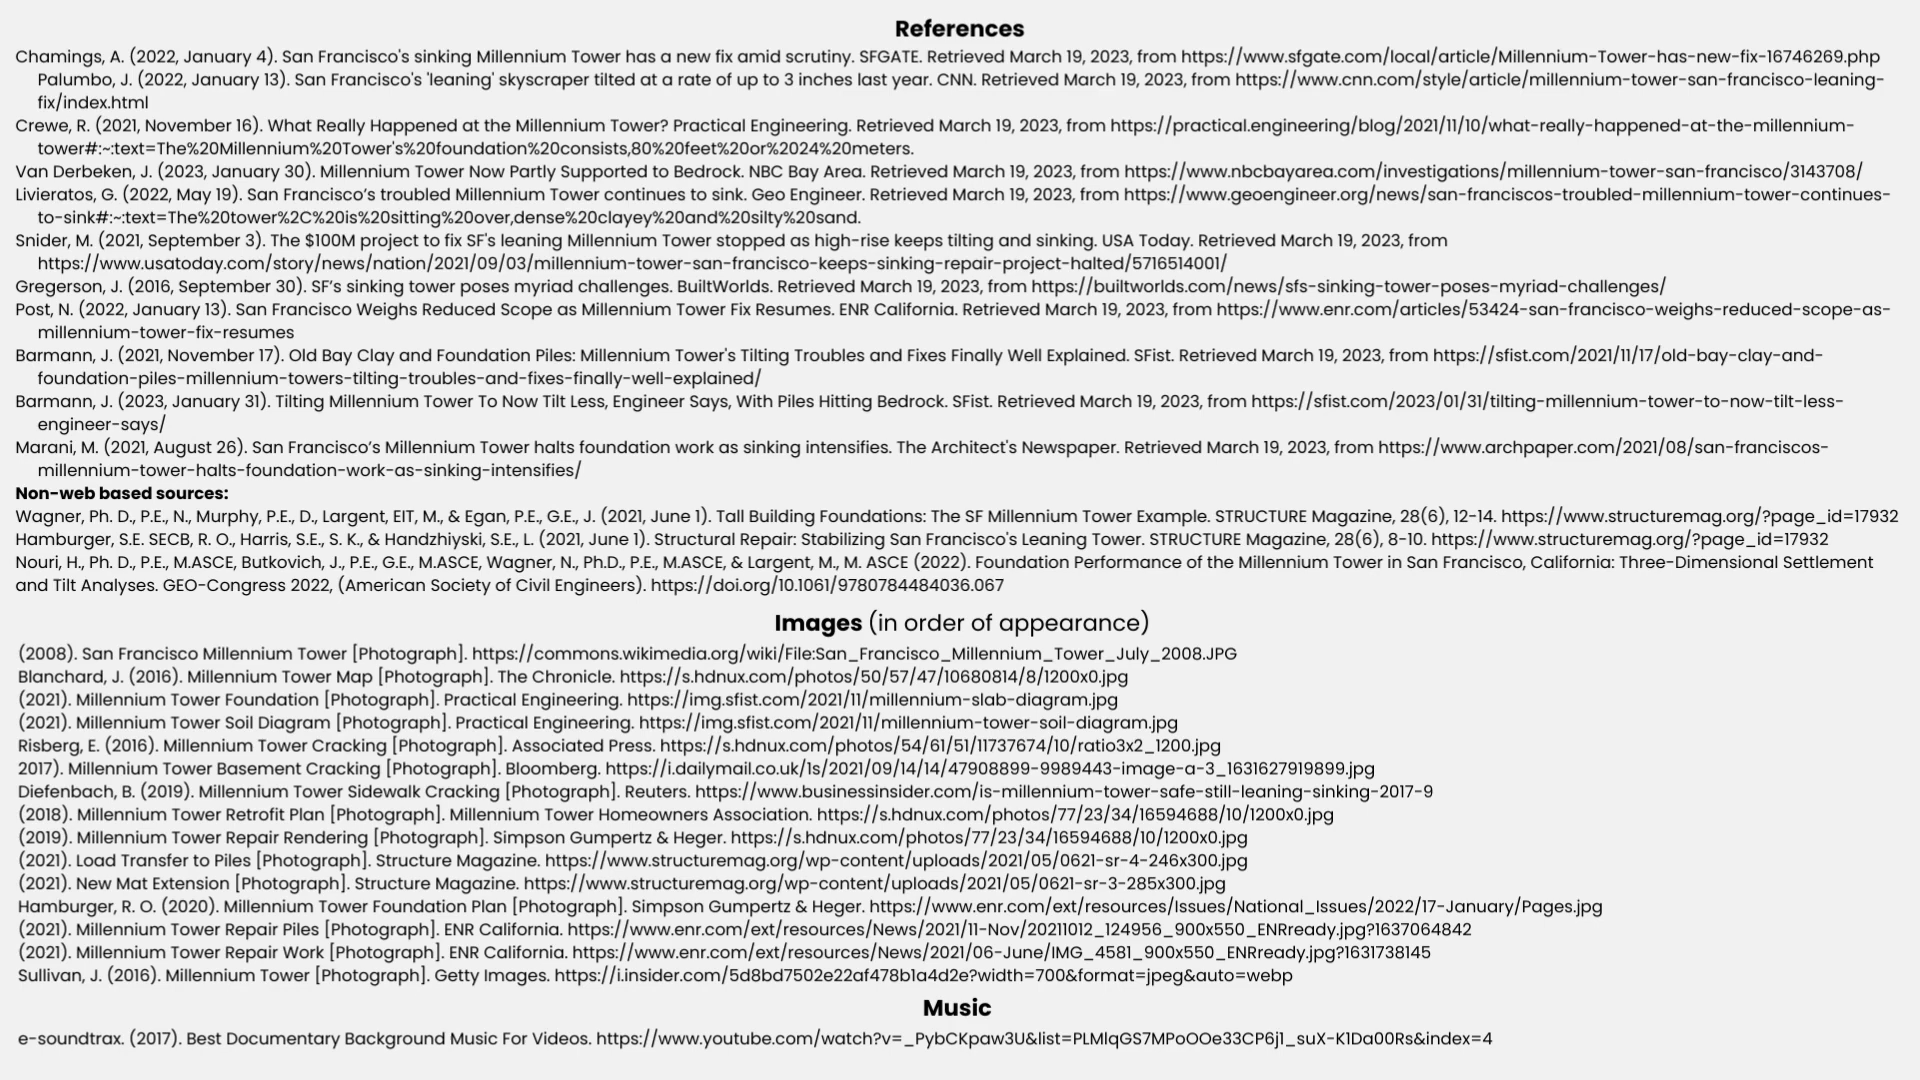 References
Chamings, A. (2022, January 4). San Francisco's sinking Millennium Tower has a new fix amid scrutiny. SFGATE. Retrieved March 19, 2023, from https://www.sfgate.com/local/article/Millennium-Tower-has-new-fix-16746269.php
Palumbo, J. (2022, January 13). San Francisco's 'leaning' skyscraper tilted at a rate of up to 3 inches last year. CNN. Retrieved March 19, 2023, from https://www.cnn.com/style/article/millennium-tower-san-francisco-leaning-
fix/index.html
Crewe, R. (2021, November 16). What Really Happened at the Millennium Tower? Practical Engineering. Retrieved March 19, 2023, from https://practical.engineering/blog/2021/11/10/what-really-happened-at-the-millennium-
tower#:~:text=The%20Millennium%20Tower's%20foundation%20consists,80%20feet%20or%2024%20meters.
Van Derbeken, J. (2023, January 30). Millennium Tower Now Partly Supported to Bedrock. NBC Bay Area. Retrieved March 19, 2023, from https://www.nbcbayarea.com/investigations/millennium-tower-san-francisco/3143708/
Livieratos, G. (2022, May 19). San Francisco’s troubled Millennium Tower continues to sink. Geo Engineer. Retrieved March 19, 2023, from https://www.geoengineer.org/news/san-franciscos-troubled-millennium-tower-continues-
to-sink#:~:text=The%20tower%2C%20is%20sitting%20over,dense%20clayey%20and%20silty%20sand.
Snider, M. (2021, September 3). The $100M project to fix SF's leaning Millennium Tower stopped as high-rise keeps tilting and sinking. USA Today. Retrieved March 19, 2023, from
https://www.usatoday.com/story/news/nation/2021/09/03/millennium-tower-san-francisco-keeps-sinking-repair-project-halted/5716514001/
Gregerson, J. (2016, September 30). SF’s sinking tower poses myriad challenges. BuiltWorlds. Retrieved March 19, 2023, from https://builtworlds.com/news/sfs-sinking-tower-poses-myriad-challenges/
Post, N. (2022, January 13). San Francisco Weighs Reduced Scope as Millennium Tower Fix Resumes. ENR California. Retrieved March 19, 2023, from https://www.enr.com/articles/53424-san-francisco-weighs-reduced-scope-as-
millennium-tower-fix-resumes
Barmann, J. (2021, November 17). Old Bay Clay and Foundation Piles: Millennium Tower's Tilting Troubles and Fixes Finally Well Explained. SFist. Retrieved March 19, 2023, from https://sfist.com/2021/11/17/old-bay-clay-and-
foundation-piles-millennium-towers-tilting-troubles-and-fixes-finally-well-explained/
Barmann, J. (2023, January 31). Tilting Millennium Tower To Now Tilt Less, Engineer Says, With Piles Hitting Bedrock. SFist. Retrieved March 19, 2023, from https://sfist.com/2023/01/31/tilting-millennium-tower-to-now-tilt-less-
engineer-says/
Marani, M. (2021, August 26). San Francisco’s Millennium Tower halts foundation work as sinking intensifies. The Architect's Newspaper. Retrieved March 19, 2023, from https://www.archpaper.com/2021/08/san-franciscos-
millennium-tower-halts-foundation-work-as-sinking-intensifies/
Non-web based sources:
Wagner, Ph. D., P.E., N., Murphy, P.E., D., Largent, EIT, M., & Egan, P.E., G.E., J. (2021, June 1). Tall Building Foundations: The SF Millennium Tower Example. STRUCTURE Magazine, 28(6), 12-14. https://www.structuremag.org/?page_id=17932
Hamburger, S.E. SECB, R. O., Harris, S.E., S. K., & Handzhiyski, S.E., L. (2021, June 1). Structural Repair: Stabilizing San Francisco's Leaning Tower. STRUCTURE Magazine, 28(6), 8-10. https://www.structuremag.org/?page_id=17932
Nouri, H., Ph. D., P.E., M.ASCE, Butkovich, J., P.E., G.E., M.ASCE, Wagner, N., Ph.D., P.E., M.ASCE, & Largent, M., M. ASCE (2022). Foundation Performance of the Millennium Tower in San Francisco, California: Three-Dimensional Settlement
and Tilt Analyses. GEO-Congress 2022, (American Society of Civil Engineers). https://doi.org/10.1061/9780784484036.067
Images (in order of appearance)
(2008). San Francisco Millennium Tower [Photograph]. https://commons.wikimedia.org/wiki/File:San_Francisco_Millennium_Tower_July_2008.JPG
Blanchard, J. (2016). Millennium Tower Map [Photograph]. The Chronicle. https://s.hdnux.com/photos/50/57/47/10680814/8/1200x0.jpg
(2021). Millennium Tower Foundation [Photograph]. Practical Engineering. https://img.sfist.com/2021/11/millennium-slab-diagram.jpg
(2021). Millennium Tower Soil Diagram [Photograph]. Practical Engineering. https://img.sfist.com/2021/11/millennium-tower-soil-diagram.jpg
Risberg, E. (2016). Millennium Tower Cracking [Photograph]. Associated Press. https://s.hdnux.com/photos/54/61/51/11737674/10/ratio3x2_1200.jpg
2017). Millennium Tower Basement Cracking [Photograph]. Bloomberg. https://i.dailymail.co.uk/1s/2021/09/14/14/47908899-9989443-image-a-3_1631627919899.jpg
Diefenbach, B. (2019). Millennium Tower Sidewalk Cracking [Photograph]. Reuters. https://www.businessinsider.com/is-millennium-tower-safe-still-leaning-sinking-2017-9
(2018). Millennium Tower Retrofit Plan [Photograph]. Millennium Tower Homeowners Association. https://s.hdnux.com/photos/77/23/34/16594688/10/1200x0.jpg
(2019). Millennium Tower Repair Rendering [Photograph]. Simpson Gumpertz & Heger. https://s.hdnux.com/photos/77/23/34/16594688/10/1200x0.jpg
(2021). Load Transfer to Piles [Photograph]. Structure Magazine. https://www.structuremag.org/wp-content/uploads/2021/05/0621-sr-4-246x300.jpg
(2021). New Mat Extension [Photograph]. Structure Magazine. https://www.structuremag.org/wp-content/uploads/2021/05/0621-sr-3-285x300.jpg
Hamburger, R. O. (2020). Millennium Tower Foundation Plan [Photograph]. Simpson Gumpertz & Heger. https://www.enr.com/ext/resources/Issues/National_Issues/2022/17-January/Pages.jpg
(2021). Millennium Tower Repair Piles [Photograph]. ENR California. https://www.enr.com/ext/resources/News/2021/11-Nov/20211012_124956_900x550_ENRready.jpg?1637064842
(2021). Millennium Tower Repair Work [Photograph]. ENR California. https://www.enr.com/ext/resources/News/2021/06-June/IMG_4581_900x550_ENRready.jpg?1631738145
Sullivan, J. (2016). Millennium Tower [Photograph]. Getty Images. https://i.insider.com/5d8bd7502e22af478b1a4d2e?width=700&format=jpeg&auto=webp
Music
e-soundtrax. (2017). Best Documentary Background Music For Videos. https://www.youtube.com/watch?v=_PybCKpaw3U&list=PLMlqGS7MPoOOe33CP6j1_suX-K1Da00Rs&index=4